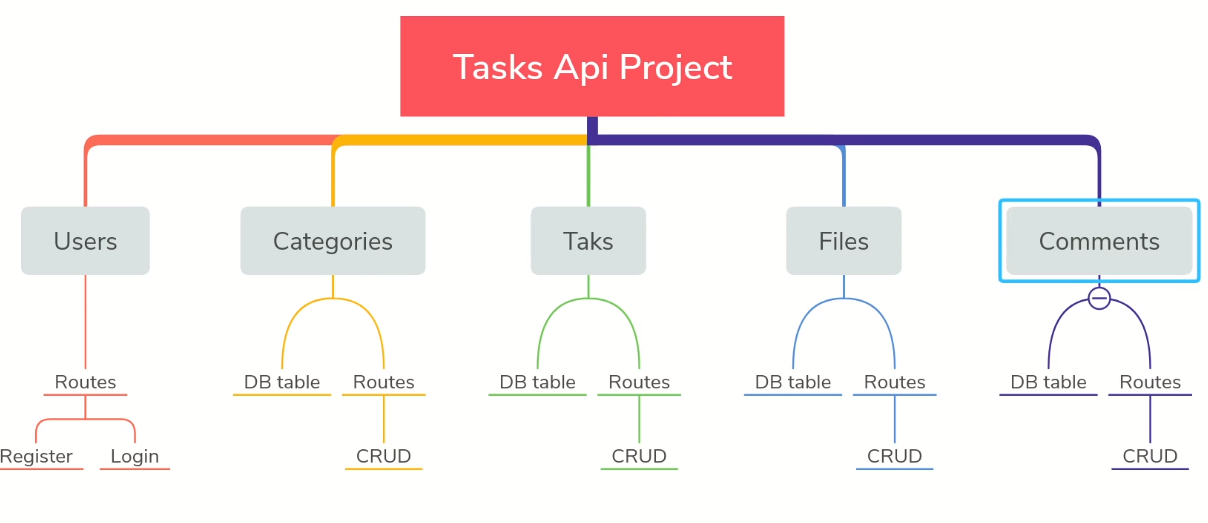 Tasks Api Project
Users
Categories
Taks
Files
Comments
Routes
DB table
Routes
DB table
Routes
DB table
Routes
DB table
Routes
Register
Login
CRUD
CRUD
CRUD
CRUD